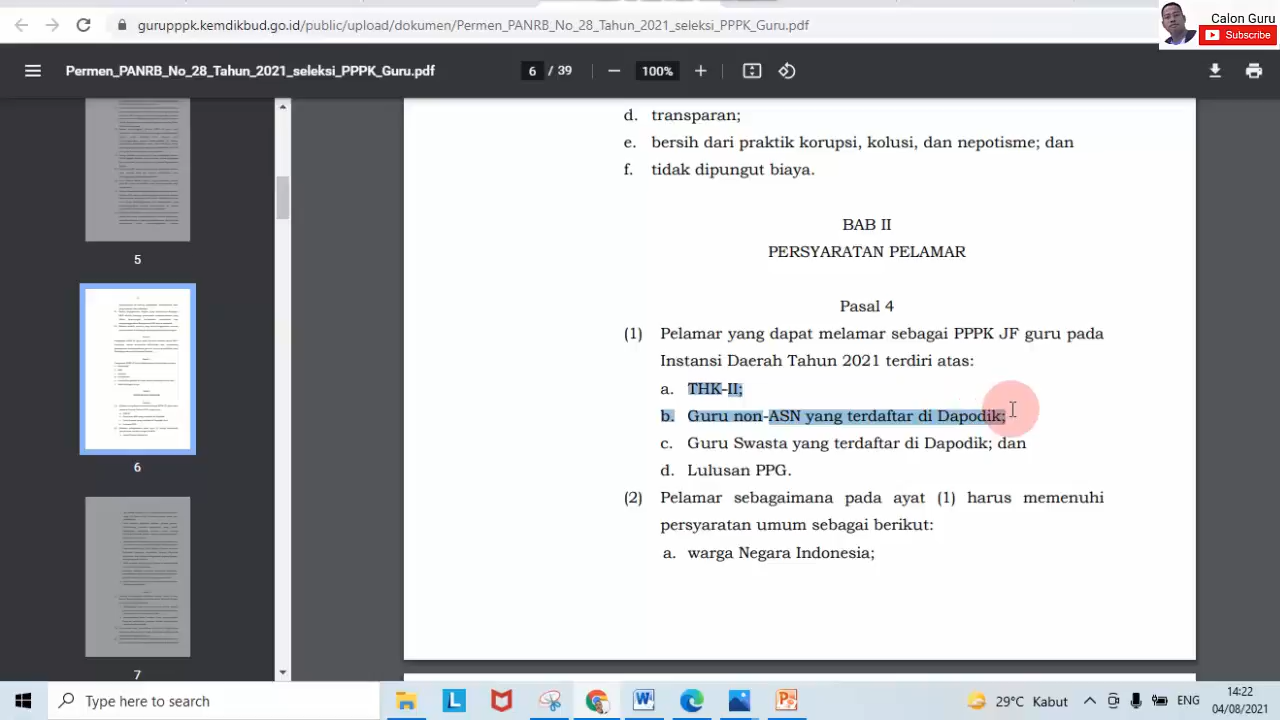 gurupppk.kemdikbud.go.id/public/upload/dokumen/Permen_PANRB_No_28_Tahun_2021_seleksi_PPPK_Guru.pdf
Calon Guru
Subscribe
Permen_PANRB_No_28_Tahun_2021_seleksi_PPPK_Guru.pdf
6 39
100%
d. transparan;
e. bersih dari praktik korupsi, kolusi, dan nepotisme; dan
f. tidak dipungut biaya.
BAB II
PERSYARATAN PELAMAR
Pasal 4
(1) Pelamar yang dapat melamar sebagai PPPK JF guru pada
Instansi Daerah Tahun 2021 terdiri atas:
a. THK-II;
b. Guru non-ASN yang terdaftar di Dapodik;
c. Guru Swasta yang terdaftar di Dapodik; dan
d. Lulusan PPG.
(2) Pelamar sebagaimana pada ayat (1) harus memenuhi
persyaratan umum sebagai berikut:
a. warga Negara Indonesia;
5
6
7
Type here to search
29°C Kabut
ENG
14:22
04/08/2021